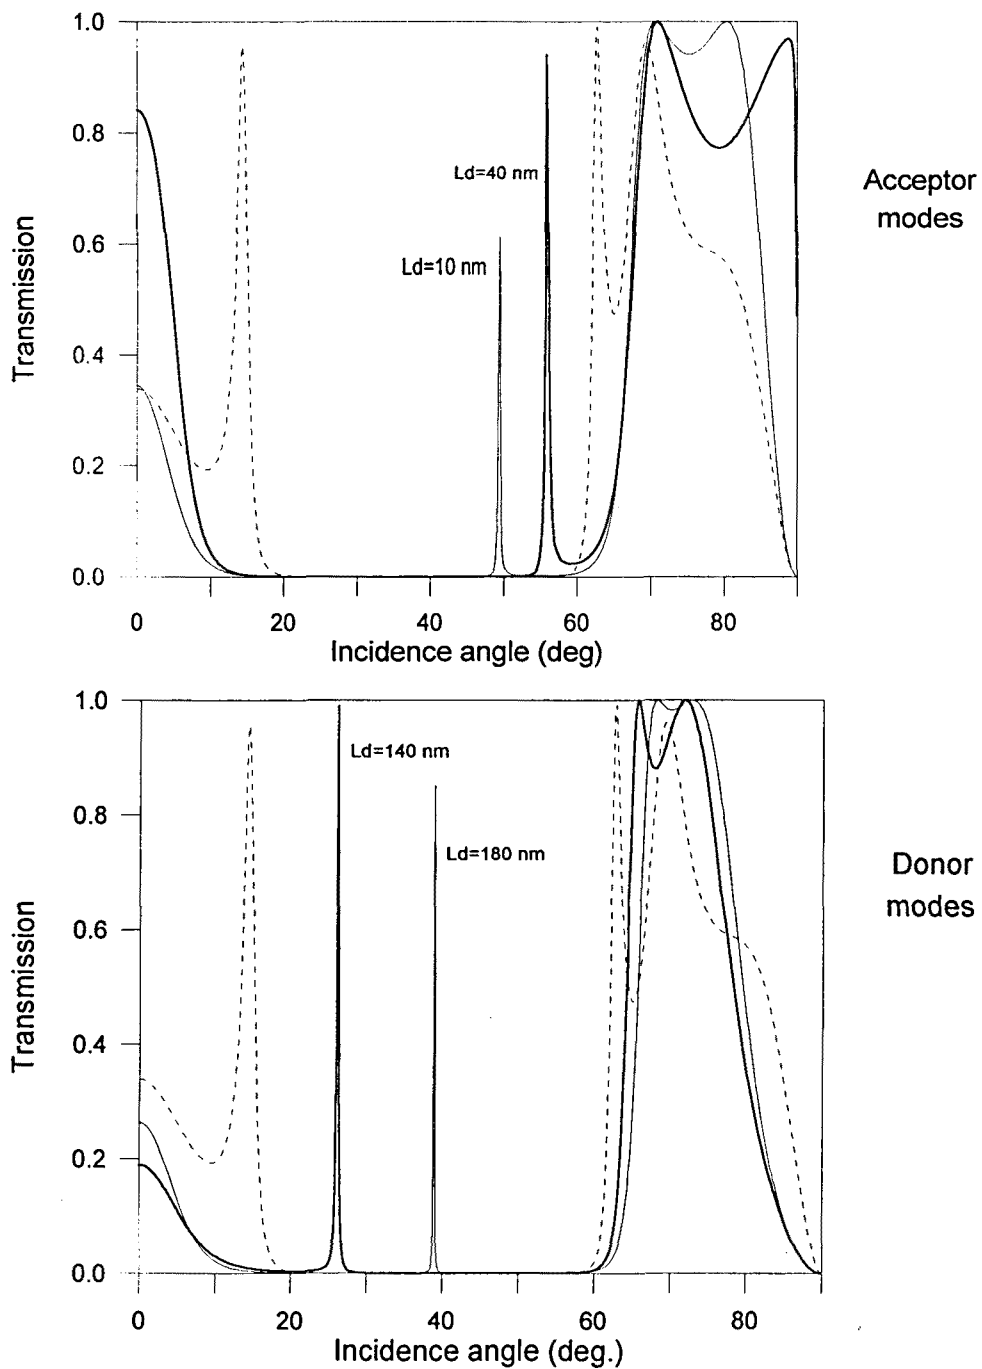 1.0
0.8
0.6
0.4
0.2
0.0
Transmission
Ld=40 nm
Ld=10 nm
Acceptor
modes
0 20 40 60 80
Incidence angle (deg)
1.0
0.8
0.6
0.4
0.2
0.0
Transmission
Ld=140 nm
Ld=180 nm
Donor
modes
0 20 40 60 80
Incidence angle (deg.)